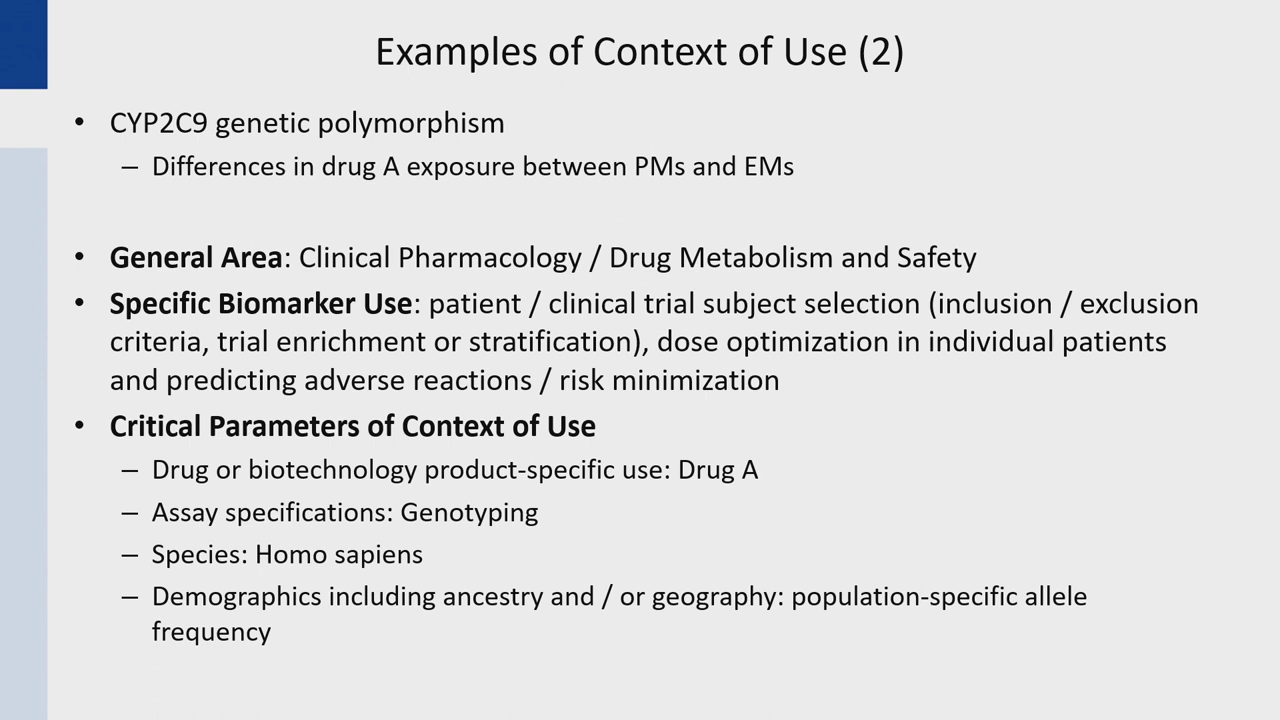 Examples of Context of Use (2)
• CYP2C9 genetic polymorphism
– Differences in drug A exposure between PMs and EMs
• General Area: Clinical Pharmacology / Drug Metabolism and Safety
• Specific Biomarker Use: patient / clinical trial subject selection (inclusion / exclusion
criteria, trial enrichment or stratification), dose optimization in individual patients
and predicting adverse reactions / risk minimization
• Critical Parameters of Context of Use
– Drug or biotechnology product-specific use: Drug A
– Assay specifications: Genotyping
– Species: Homo sapiens
– Demographics including ancestry and / or geography: population-specific allele
frequency